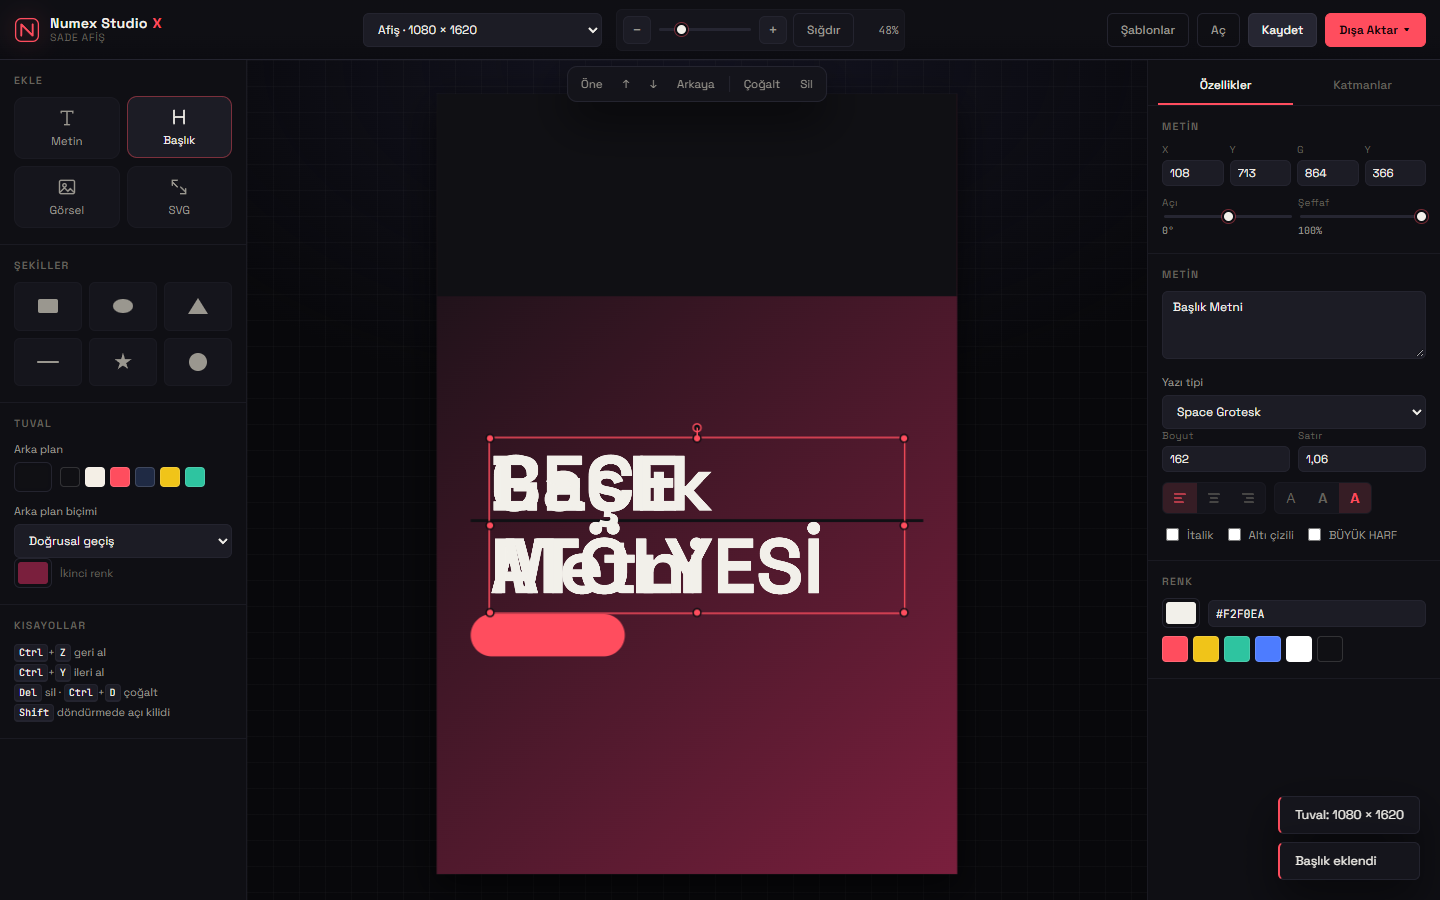 Numex Studio X
SADE AFİŞ
Afiş · 1080 × 1620
−
+
Sığdır
48%
Şablonlar
Aç
Kaydet
Dışa Aktar
EKLE
Metin
Başlık
Görsel
SVG
ŞEKİLLER
TUVAL
Arka plan
Arka plan biçimi
Doğrusal geçiş
İkinci renk
KISAYOLLAR
Ctrl + Z geri al
Ctrl + Y ileri al
Del sil · Ctrl + D çoğalt
Shift döndürmede açı kilidi
Öne ↑ ↓ Arkaya Çoğalt Sil
Başlık
Metni
ATÖLYESİ
Özellikler
Katmanlar
METİN
X Y G Y
108 713 864 366
Açı Şeffaf
0° 100%
METİN
Başlık Metni
Yazı tipi
Space Grotesk
Boyut Satır
162 1,06
A A A
İtalik Altı çizili BÜYÜK HARF
RENK
#F2F0EA
Tuval: 1080 × 1620
Başlık eklendi